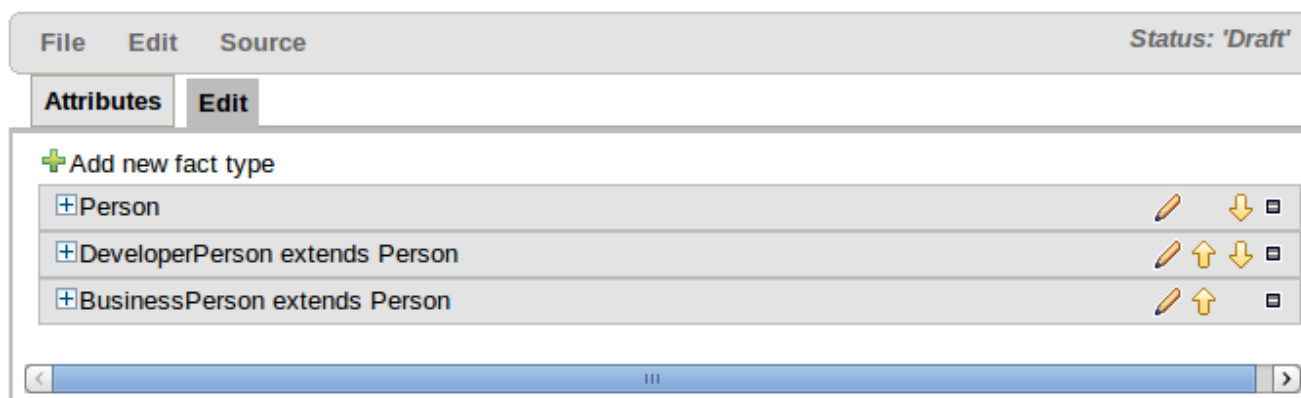 File Edit Source Status: 'Draft'
Attributes Edit
Add new fact type
Person
DeveloperPerson extends Person
BusinessPerson extends Person